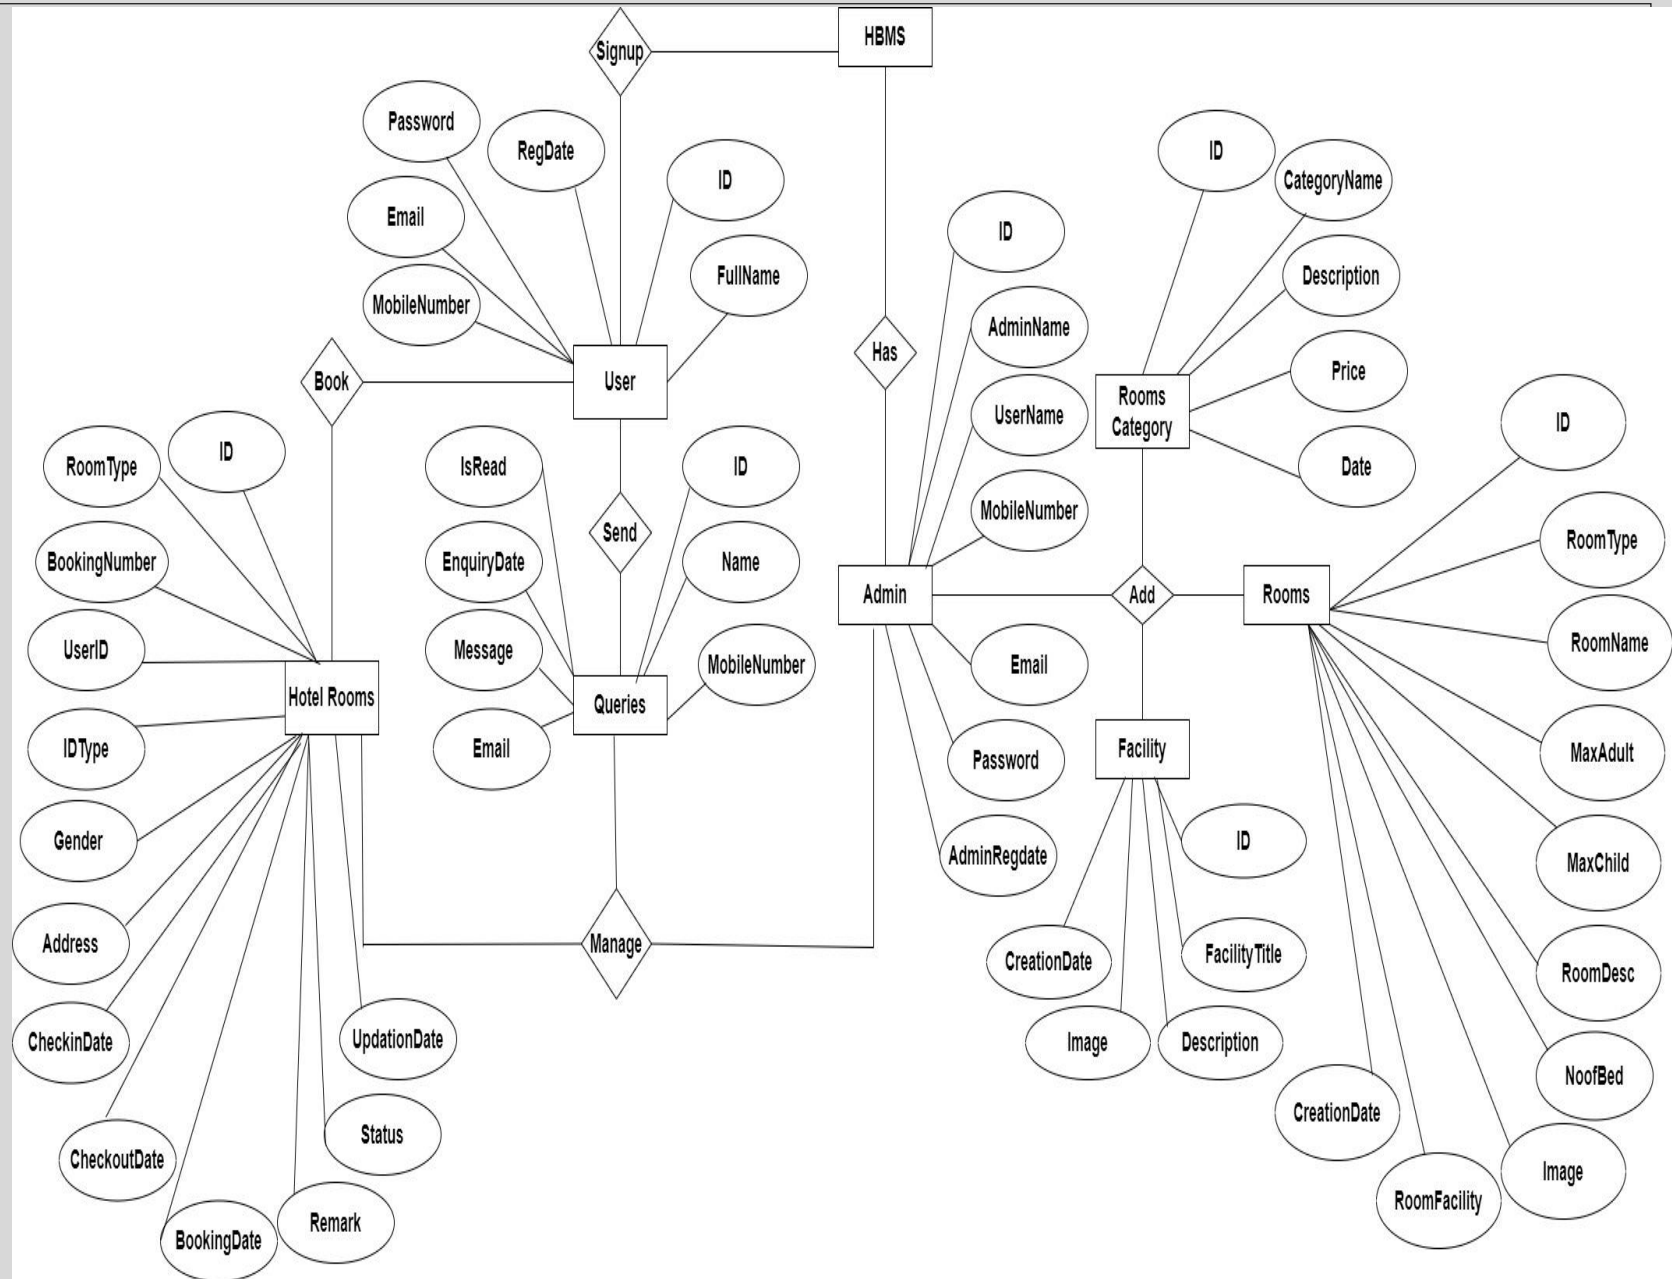 HBMS
Signup
Password
RegDate
ID
Email
FullName
MobileNumber
User
Book
ID
CategoryName
Description
Price
Date
Rooms
Category
ID
AdminName
UserName
MobileNumber
Has
Admin
Add
Rooms
Email
Password
AdminRegdate
ID
RoomType
RoomName
MaxAdult
MaxChild
RoomDesc
NoofBed
Image
RoomFacility
CreationDate
Facility
ID
FacilityTitle
Description
Image
CreationDate
IsRead
ID
Send
EnquiryDate
Name
Message
MobileNumber
Queries
Email
Manage
RoomType
ID
BookingNumber
UserID
Hotel Rooms
IDType
Gender
Address
CheckinDate
CheckoutDate
BookingDate
Remark
Status
UpdationDate